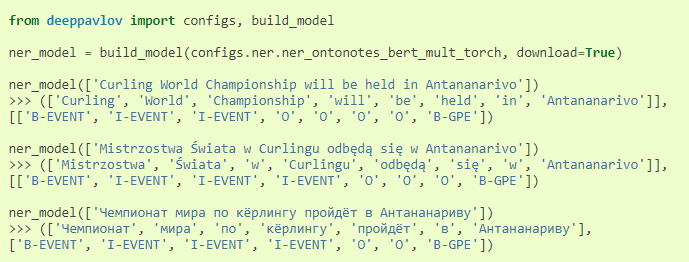 from deeppavlov import configs, build_model
ner_model = build_model(configs.ner.ner_ontonotes_bert_mult_torch, download=True)
ner_model(['Curling World Championship will be held in Antananarivo'])
>>> (['Curling', 'World', 'Championship', 'will', 'be', 'held', 'in', 'Antananarivo']],
[['B-EVENT', 'I-EVENT', 'I-EVENT', 'O', 'O', 'O', 'O', 'B-GPE'])
ner_model(['Mistrzostwa Świata w Curlingu odbędą się w Antananarivo'])
>>> (['Mistrzostwa', 'Świata', 'w', 'Curlingu', 'odbędą', 'się', 'w', 'Antananarivo']],
[['B-EVENT', 'I-EVENT', 'I-EVENT', 'I-EVENT', 'O', 'O', 'O', 'B-GPE'])
ner_model(['Чемпионат мира по кёрлингу пройдёт в Антананариву'])
>>> (['Чемпионат', 'мира', 'по', 'кёрлингу', 'пройдёт', 'в', 'Антананариву'],
['B-EVENT', 'I-EVENT', 'I-EVENT', 'I-EVENT', 'O', 'O', 'B-GPE'])